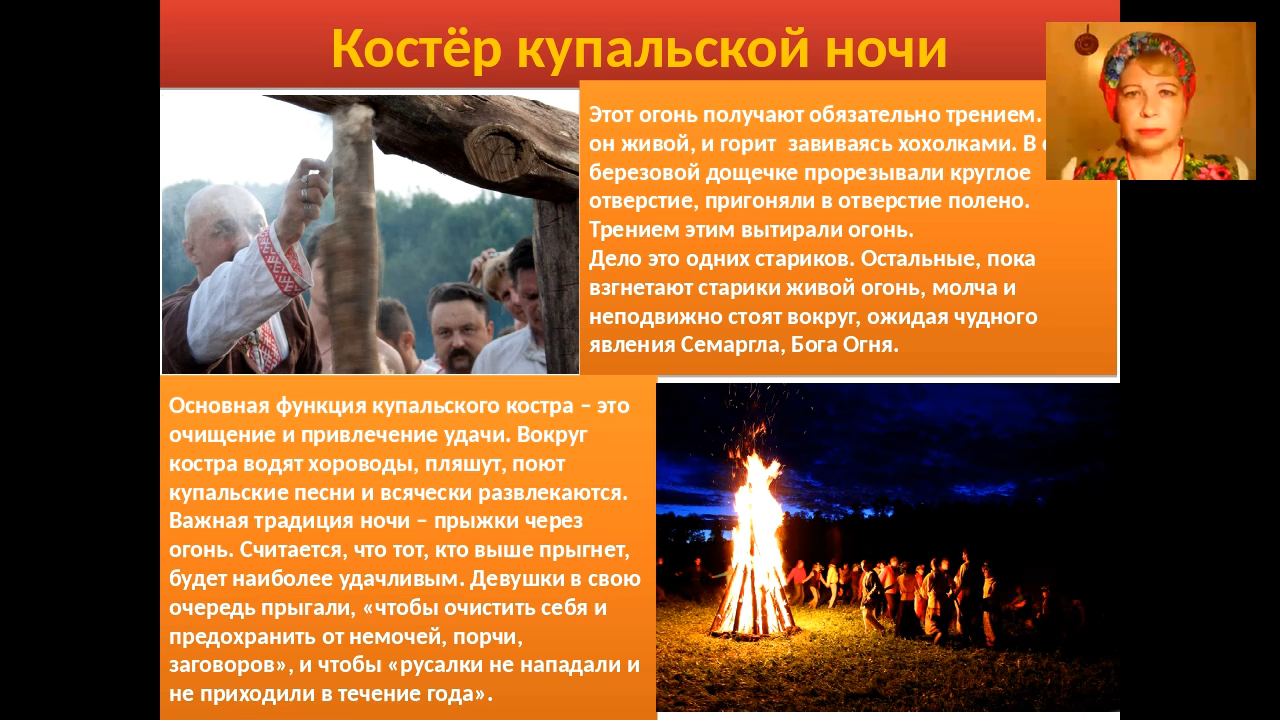 Костёр купальской ночи
Этот огонь получают обязательно трением.
он живой, и горит  завиваясь хохолками. В
березовой дощечке прорезывали круглое
отверстие, пригоняли в отверстие полено.
Трением этим вытирали огонь.
Дело это одних стариков. Остальные, пока
взгнетают старики живой огонь, молча и
неподвижно стоят вокруг, ожидая чудного
явления Семаргла, Бога Огня.
Основная функция купальского костра – это
очищение и привлечение удачи. Вокруг
костра водят хороводы, пляшут, поют
купальские песни и всячески развлекаются.
Важная традиция ночи – прыжки через
огонь. Считается, что тот, кто выше прыгнет,
будет наиболее удачливым. Девушки в свою
очередь прыгали, «чтобы очистить себя и
предохранить от немочей, порчи,
заговоров», и чтобы «русалки не нападали и
не приходили в течение года».